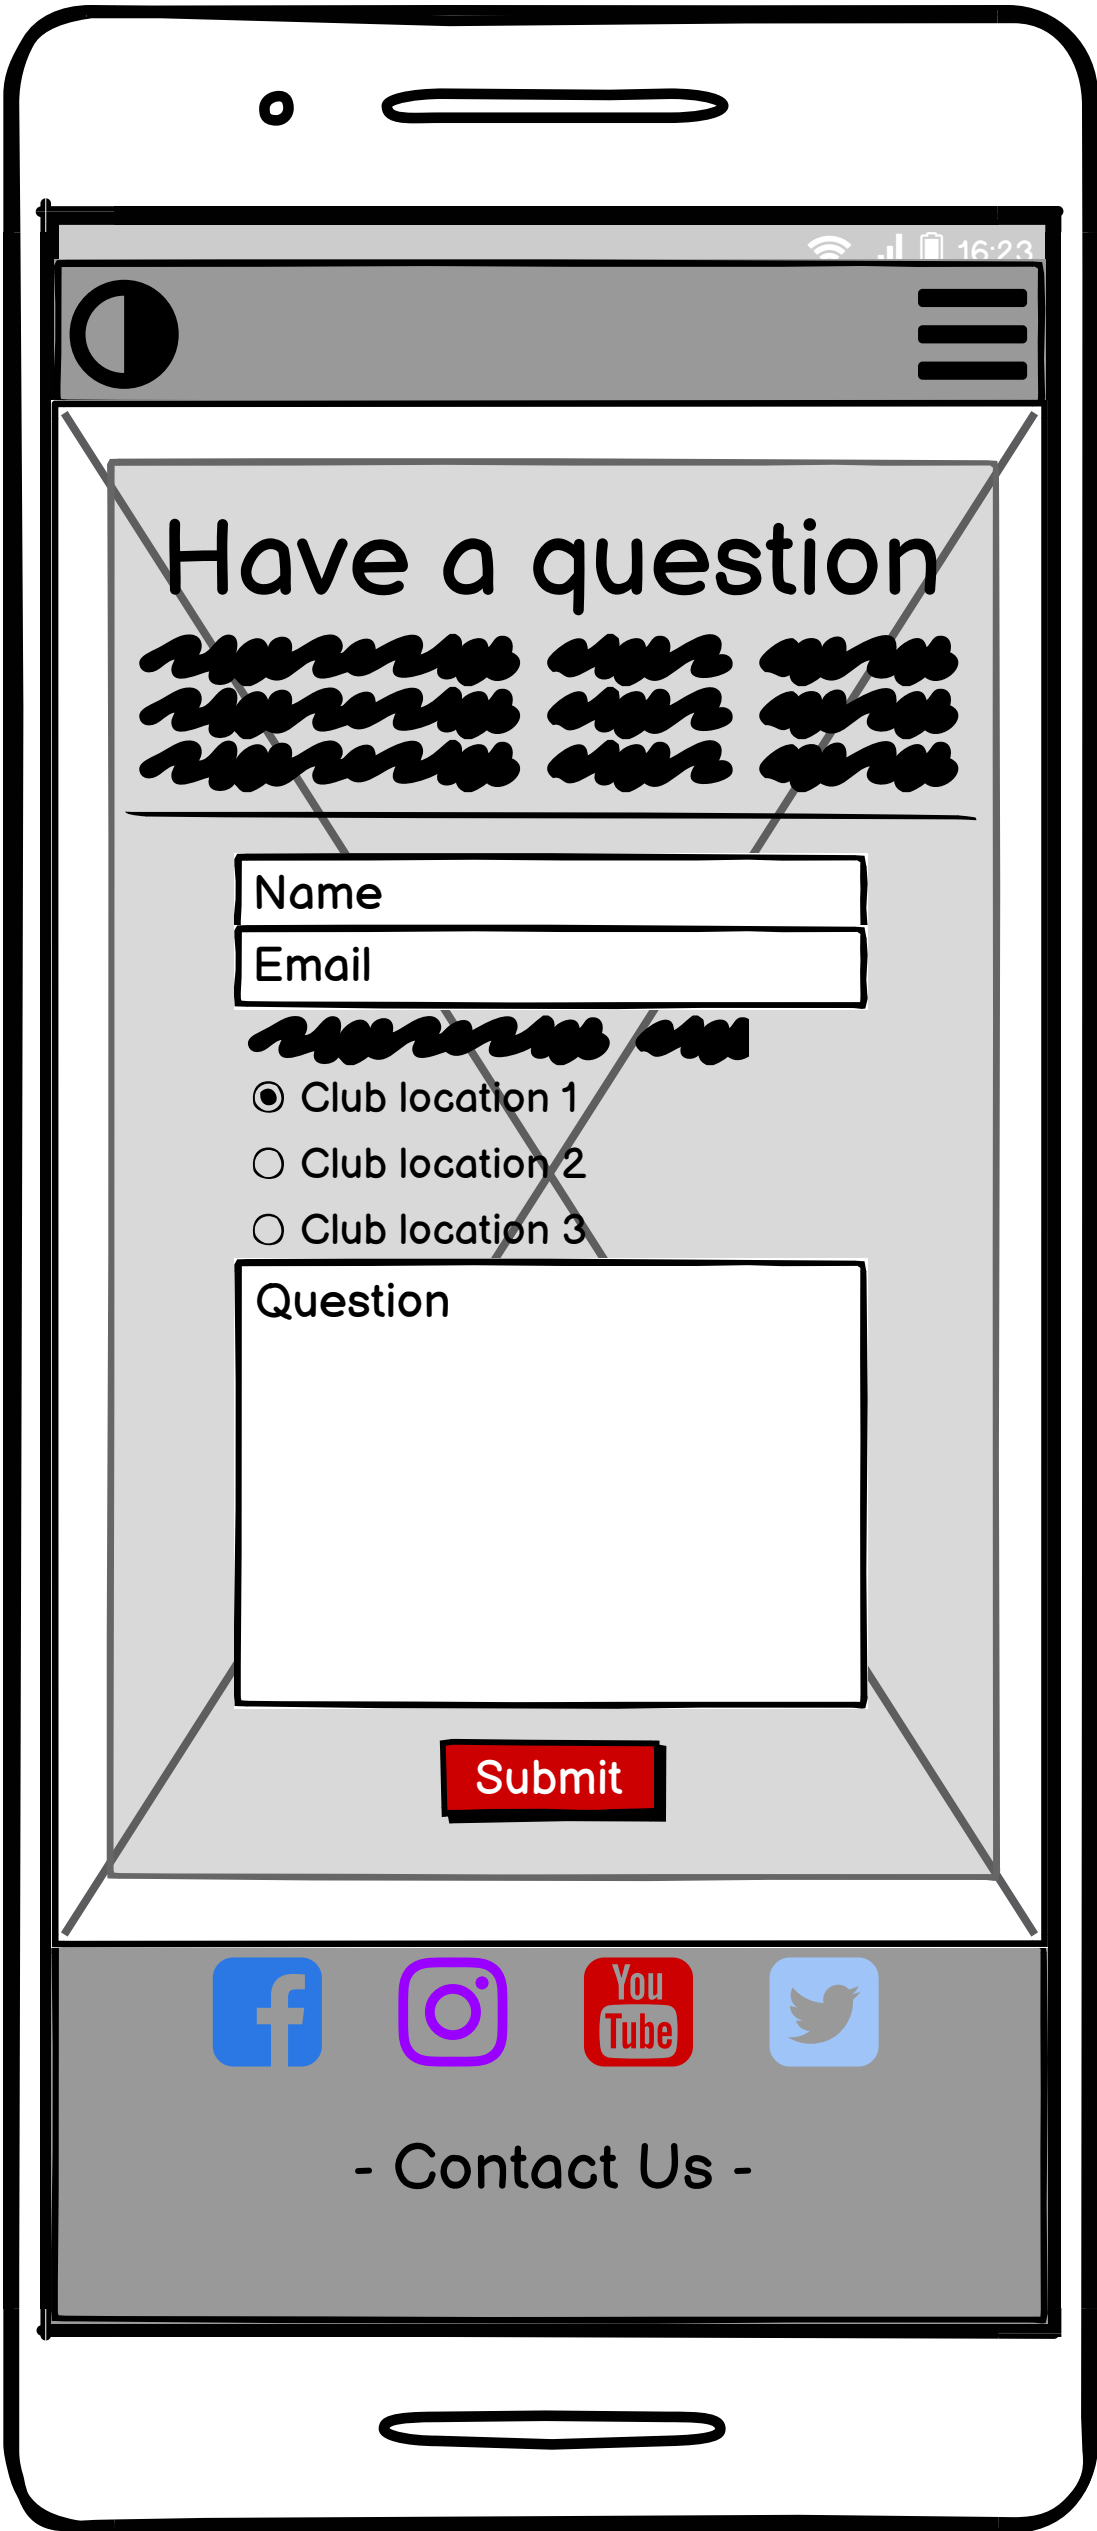 16:23
Have a question
Name
Email
Club location 1
Club location 2
Club location 3
Question
Submit
You
Tube
- Contact Us -